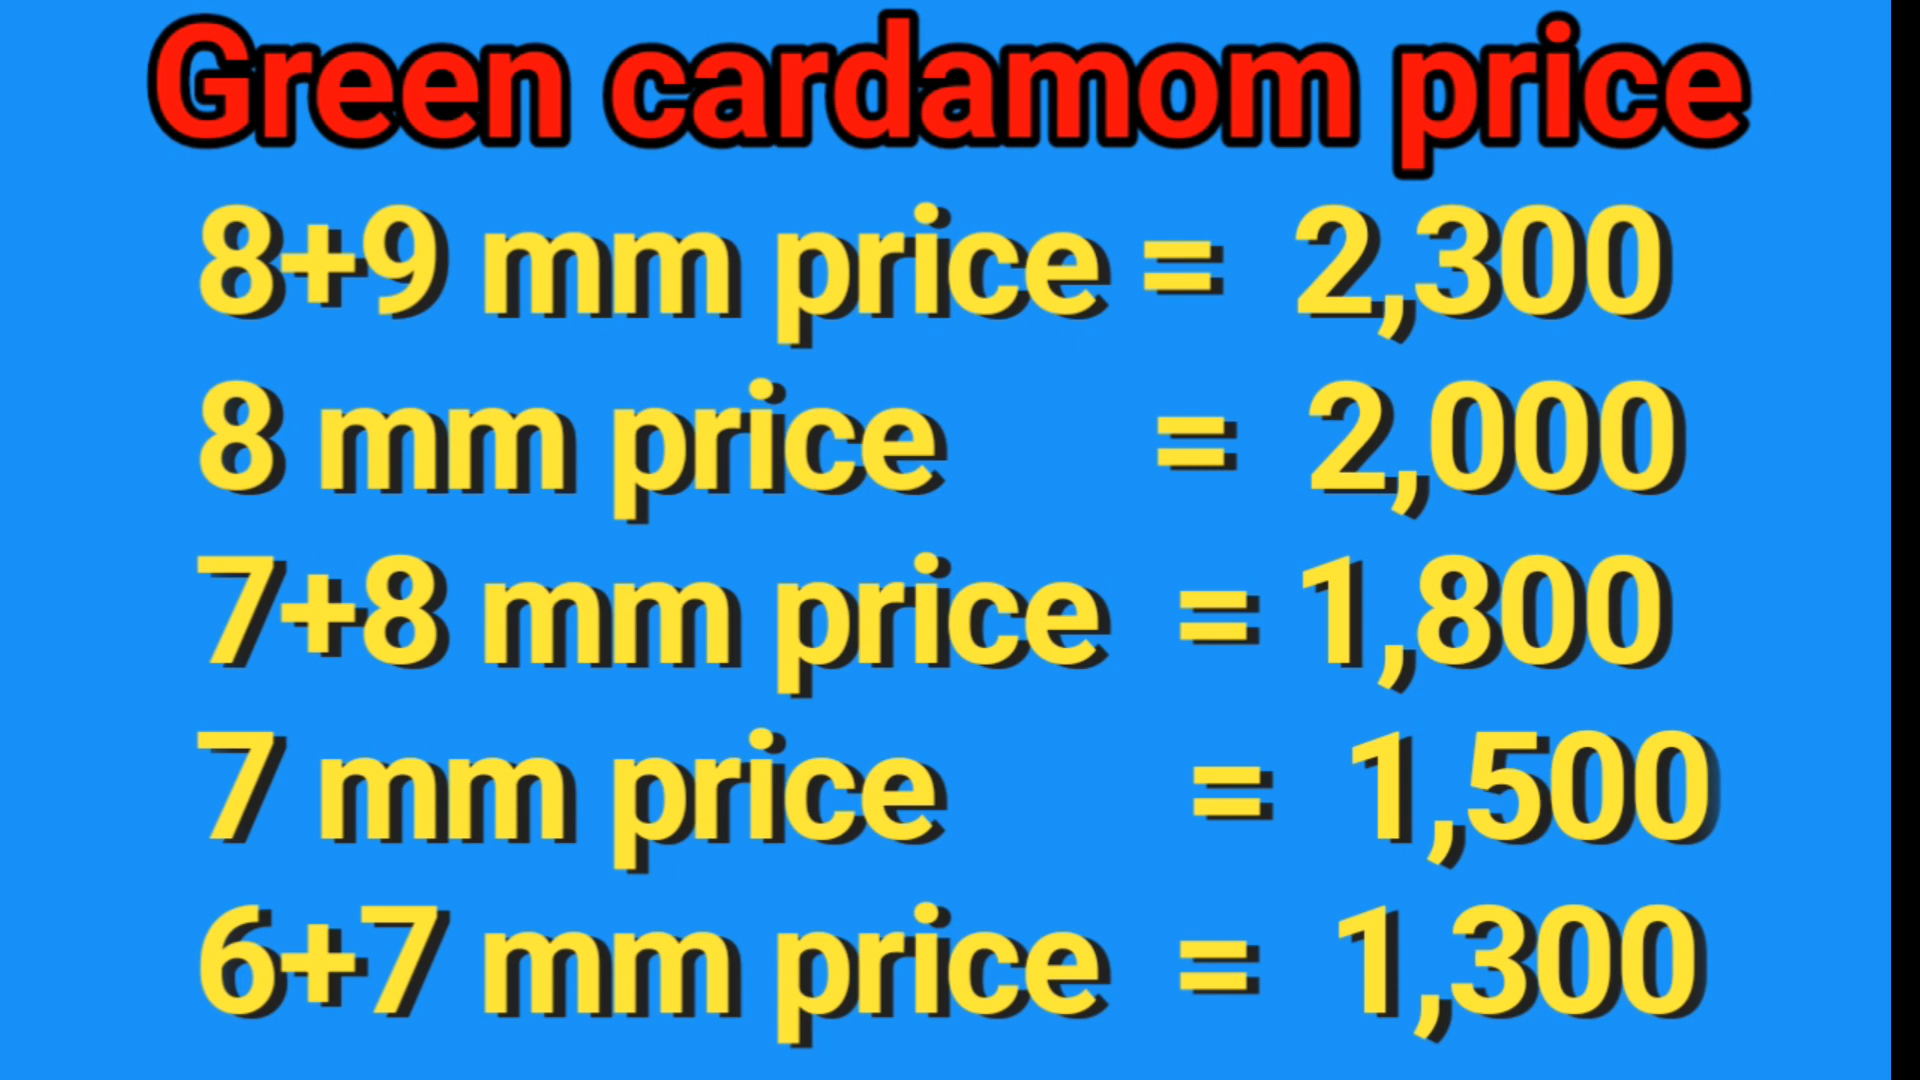 Green cardamom price
8+9 mm price = 2,300
8 mm price = 2,000
7+8 mm price = 1,800
7 mm price = 1,500
6+7 mm price = 1,300